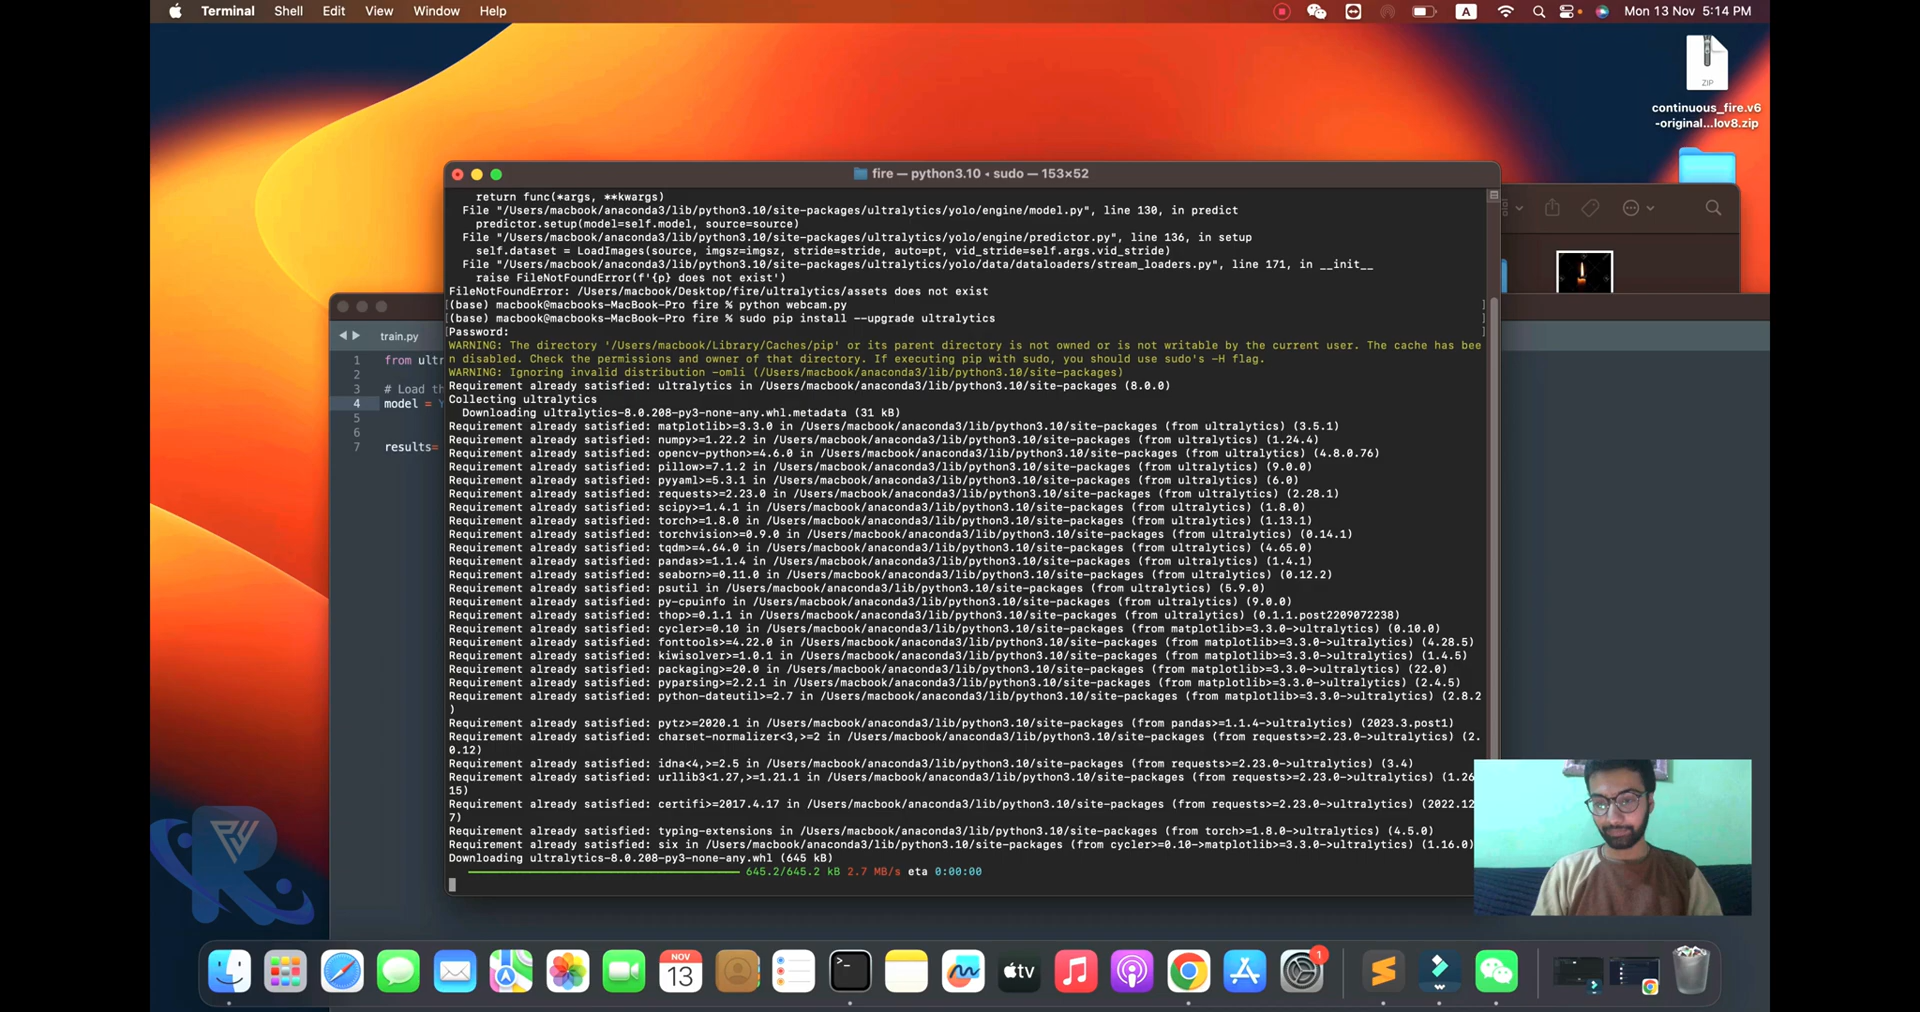 Terminal Shell Edit View Window Help
A
Mon 13 Nov 5:14 PM
ZIP
continuous_fire.v6
-original...lov8.zip
fire — python3.10 ◂ sudo — 153×52
return func(*args, **kwargs)
File "/Users/macbook/anaconda3/lib/python3.10/site-packages/ultralytics/yolo/engine/model.py", line 130, in predict
predictor.setup(model=self.model, source=source)
File "/Users/macbook/anaconda3/lib/python3.10/site-packages/ultralytics/yolo/engine/predictor.py", line 136, in setup
self.dataset = LoadImages(source, imgsz=imgsz, stride=stride, auto=pt, vid_stride=self.args.vid_stride)
File "/Users/macbook/anaconda3/lib/python3.10/site-packages/ultralytics/yolo/data/dataloaders/stream_loaders.py", line 171, in __init__
raise FileNotFoundError(f'{p} does not exist')
FileNotFoundError: /Users/macbook/Desktop/fire/ultralytics/assets does not exist
[(base) macbook@macbooks-MacBook-Pro fire % python webcam.py ]
[(base) macbook@macbooks-MacBook-Pro fire % sudo pip install --upgrade ultralytics ]
[Password: ]
WARNING: The directory '/Users/macbook/Library/Caches/pip' or its parent directory is not owned or is not writable by the current user. The cache has bee
n disabled. Check the permissions and owner of that directory. If executing pip with sudo, you should use sudo's -H flag.
WARNING: Ignoring invalid distribution -omli (/Users/macbook/anaconda3/lib/python3.10/site-packages)
Requirement already satisfied: ultralytics in /Users/macbook/anaconda3/lib/python3.10/site-packages (8.0.0)
Collecting ultralytics
Downloading ultralytics-8.0.208-py3-none-any.whl.metadata (31 kB)
Requirement already satisfied: matplotlib>=3.3.0 in /Users/macbook/anaconda3/lib/python3.10/site-packages (from ultralytics) (3.5.1)
Requirement already satisfied: numpy>=1.22.2 in /Users/macbook/anaconda3/lib/python3.10/site-packages (from ultralytics) (1.24.4)
Requirement already satisfied: opencv-python>=4.6.0 in /Users/macbook/anaconda3/lib/python3.10/site-packages (from ultralytics) (4.8.0.76)
Requirement already satisfied: pillow>=7.1.2 in /Users/macbook/anaconda3/lib/python3.10/site-packages (from ultralytics) (9.0.0)
Requirement already satisfied: pyyaml>=5.3.1 in /Users/macbook/anaconda3/lib/python3.10/site-packages (from ultralytics) (6.0)
Requirement already satisfied: requests>=2.23.0 in /Users/macbook/anaconda3/lib/python3.10/site-packages (from ultralytics) (2.28.1)
Requirement already satisfied: scipy>=1.4.1 in /Users/macbook/anaconda3/lib/python3.10/site-packages (from ultralytics) (1.8.0)
Requirement already satisfied: torch>=1.8.0 in /Users/macbook/anaconda3/lib/python3.10/site-packages (from ultralytics) (1.13.1)
Requirement already satisfied: torchvision>=0.9.0 in /Users/macbook/anaconda3/lib/python3.10/site-packages (from ultralytics) (0.14.1)
Requirement already satisfied: tqdm>=4.64.0 in /Users/macbook/anaconda3/lib/python3.10/site-packages (from ultralytics) (4.65.0)
Requirement already satisfied: pandas>=1.1.4 in /Users/macbook/anaconda3/lib/python3.10/site-packages (from ultralytics) (1.4.1)
Requirement already satisfied: seaborn>=0.11.0 in /Users/macbook/anaconda3/lib/python3.10/site-packages (from ultralytics) (0.12.2)
Requirement already satisfied: psutil in /Users/macbook/anaconda3/lib/python3.10/site-packages (from ultralytics) (5.9.0)
Requirement already satisfied: py-cpuinfo in /Users/macbook/anaconda3/lib/python3.10/site-packages (from ultralytics) (9.0.0)
Requirement already satisfied: thop>=0.1.1 in /Users/macbook/anaconda3/lib/python3.10/site-packages (from ultralytics) (0.1.1.post2209072238)
Requirement already satisfied: cycler>=0.10 in /Users/macbook/anaconda3/lib/python3.10/site-packages (from matplotlib>=3.3.0->ultralytics) (0.10.0)
Requirement already satisfied: fonttools>=4.22.0 in /Users/macbook/anaconda3/lib/python3.10/site-packages (from matplotlib>=3.3.0->ultralytics) (4.28.5)
Requirement already satisfied: kiwisolver>=1.0.1 in /Users/macbook/anaconda3/lib/python3.10/site-packages (from matplotlib>=3.3.0->ultralytics) (1.4.5)
Requirement already satisfied: packaging>=20.0 in /Users/macbook/anaconda3/lib/python3.10/site-packages (from matplotlib>=3.3.0->ultralytics) (22.0)
Requirement already satisfied: pyparsing>=2.2.1 in /Users/macbook/anaconda3/lib/python3.10/site-packages (from matplotlib>=3.3.0->ultralytics) (2.4.5)
Requirement already satisfied: python-dateutil>=2.7 in /Users/macbook/anaconda3/lib/python3.10/site-packages (from matplotlib>=3.3.0->ultralytics) (2.8.2
)
Requirement already satisfied: pytz>=2020.1 in /Users/macbook/anaconda3/lib/python3.10/site-packages (from pandas>=1.1.4->ultralytics) (2023.3.post1)
Requirement already satisfied: charset-normalizer<3,>=2 in /Users/macbook/anaconda3/lib/python3.10/site-packages (from requests>=2.23.0->ultralytics) (2.
0.12)
Requirement already satisfied: idna<4,>=2.5 in /Users/macbook/anaconda3/lib/python3.10/site-packages (from requests>=2.23.0->ultralytics) (3.4)
Requirement already satisfied: urllib3<1.27,>=1.21.1 in /Users/macbook/anaconda3/lib/python3.10/site-packages (from requests>=2.23.0->ultralytics) (1.26
15)
Requirement already satisfied: certifi>=2017.4.17 in /Users/macbook/anaconda3/lib/python3.10/site-packages (from requests>=2.23.0->ultralytics) (2022.12
7)
Requirement already satisfied: typing-extensions in /Users/macbook/anaconda3/lib/python3.10/site-packages (from torch>=1.8.0->ultralytics) (4.5.0)
Requirement already satisfied: six in /Users/macbook/anaconda3/lib/python3.10/site-packages (from cycler>=0.10->matplotlib>=3.3.0->ultralytics) (1.16.0)
Downloading ultralytics-8.0.208-py3-none-any.whl (645 kB)
645.2/645.2 kB 2.7 MB/s eta 0:00:00
train.py
1 from ultr
2
3 # Load th
4 model = Y
5
6
7 results=
NOV
13
tv
1